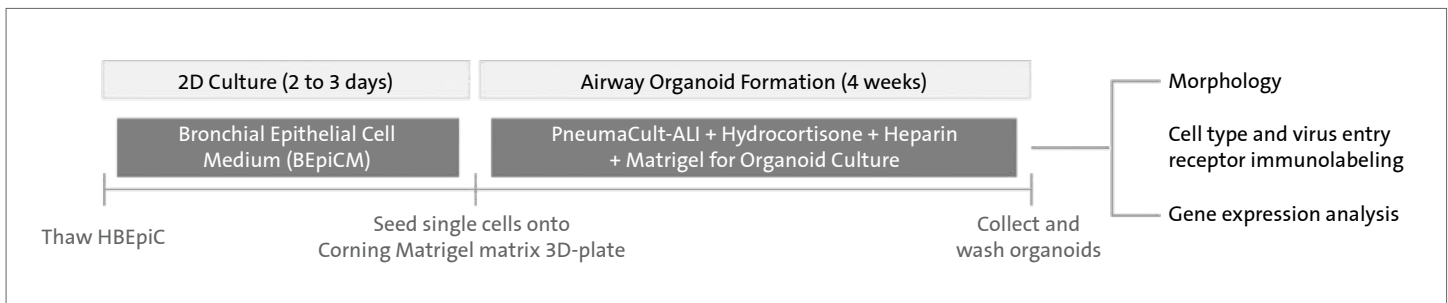 2D Culture (2 to 3 days)
Airway Organoid Formation (4 weeks)
Bronchial Epithelial Cell
Medium (BEpiCM)
PneumaCult-ALI + Hydrocortisone + Heparin
+ Matrigel for Organoid Culture
Thaw HBEpiC
Seed single cells onto
Corning Matrigel matrix 3D-plate
Collect and
wash organoids
Morphology
Cell type and virus entry
receptor immunolabeling
Gene expression analysis